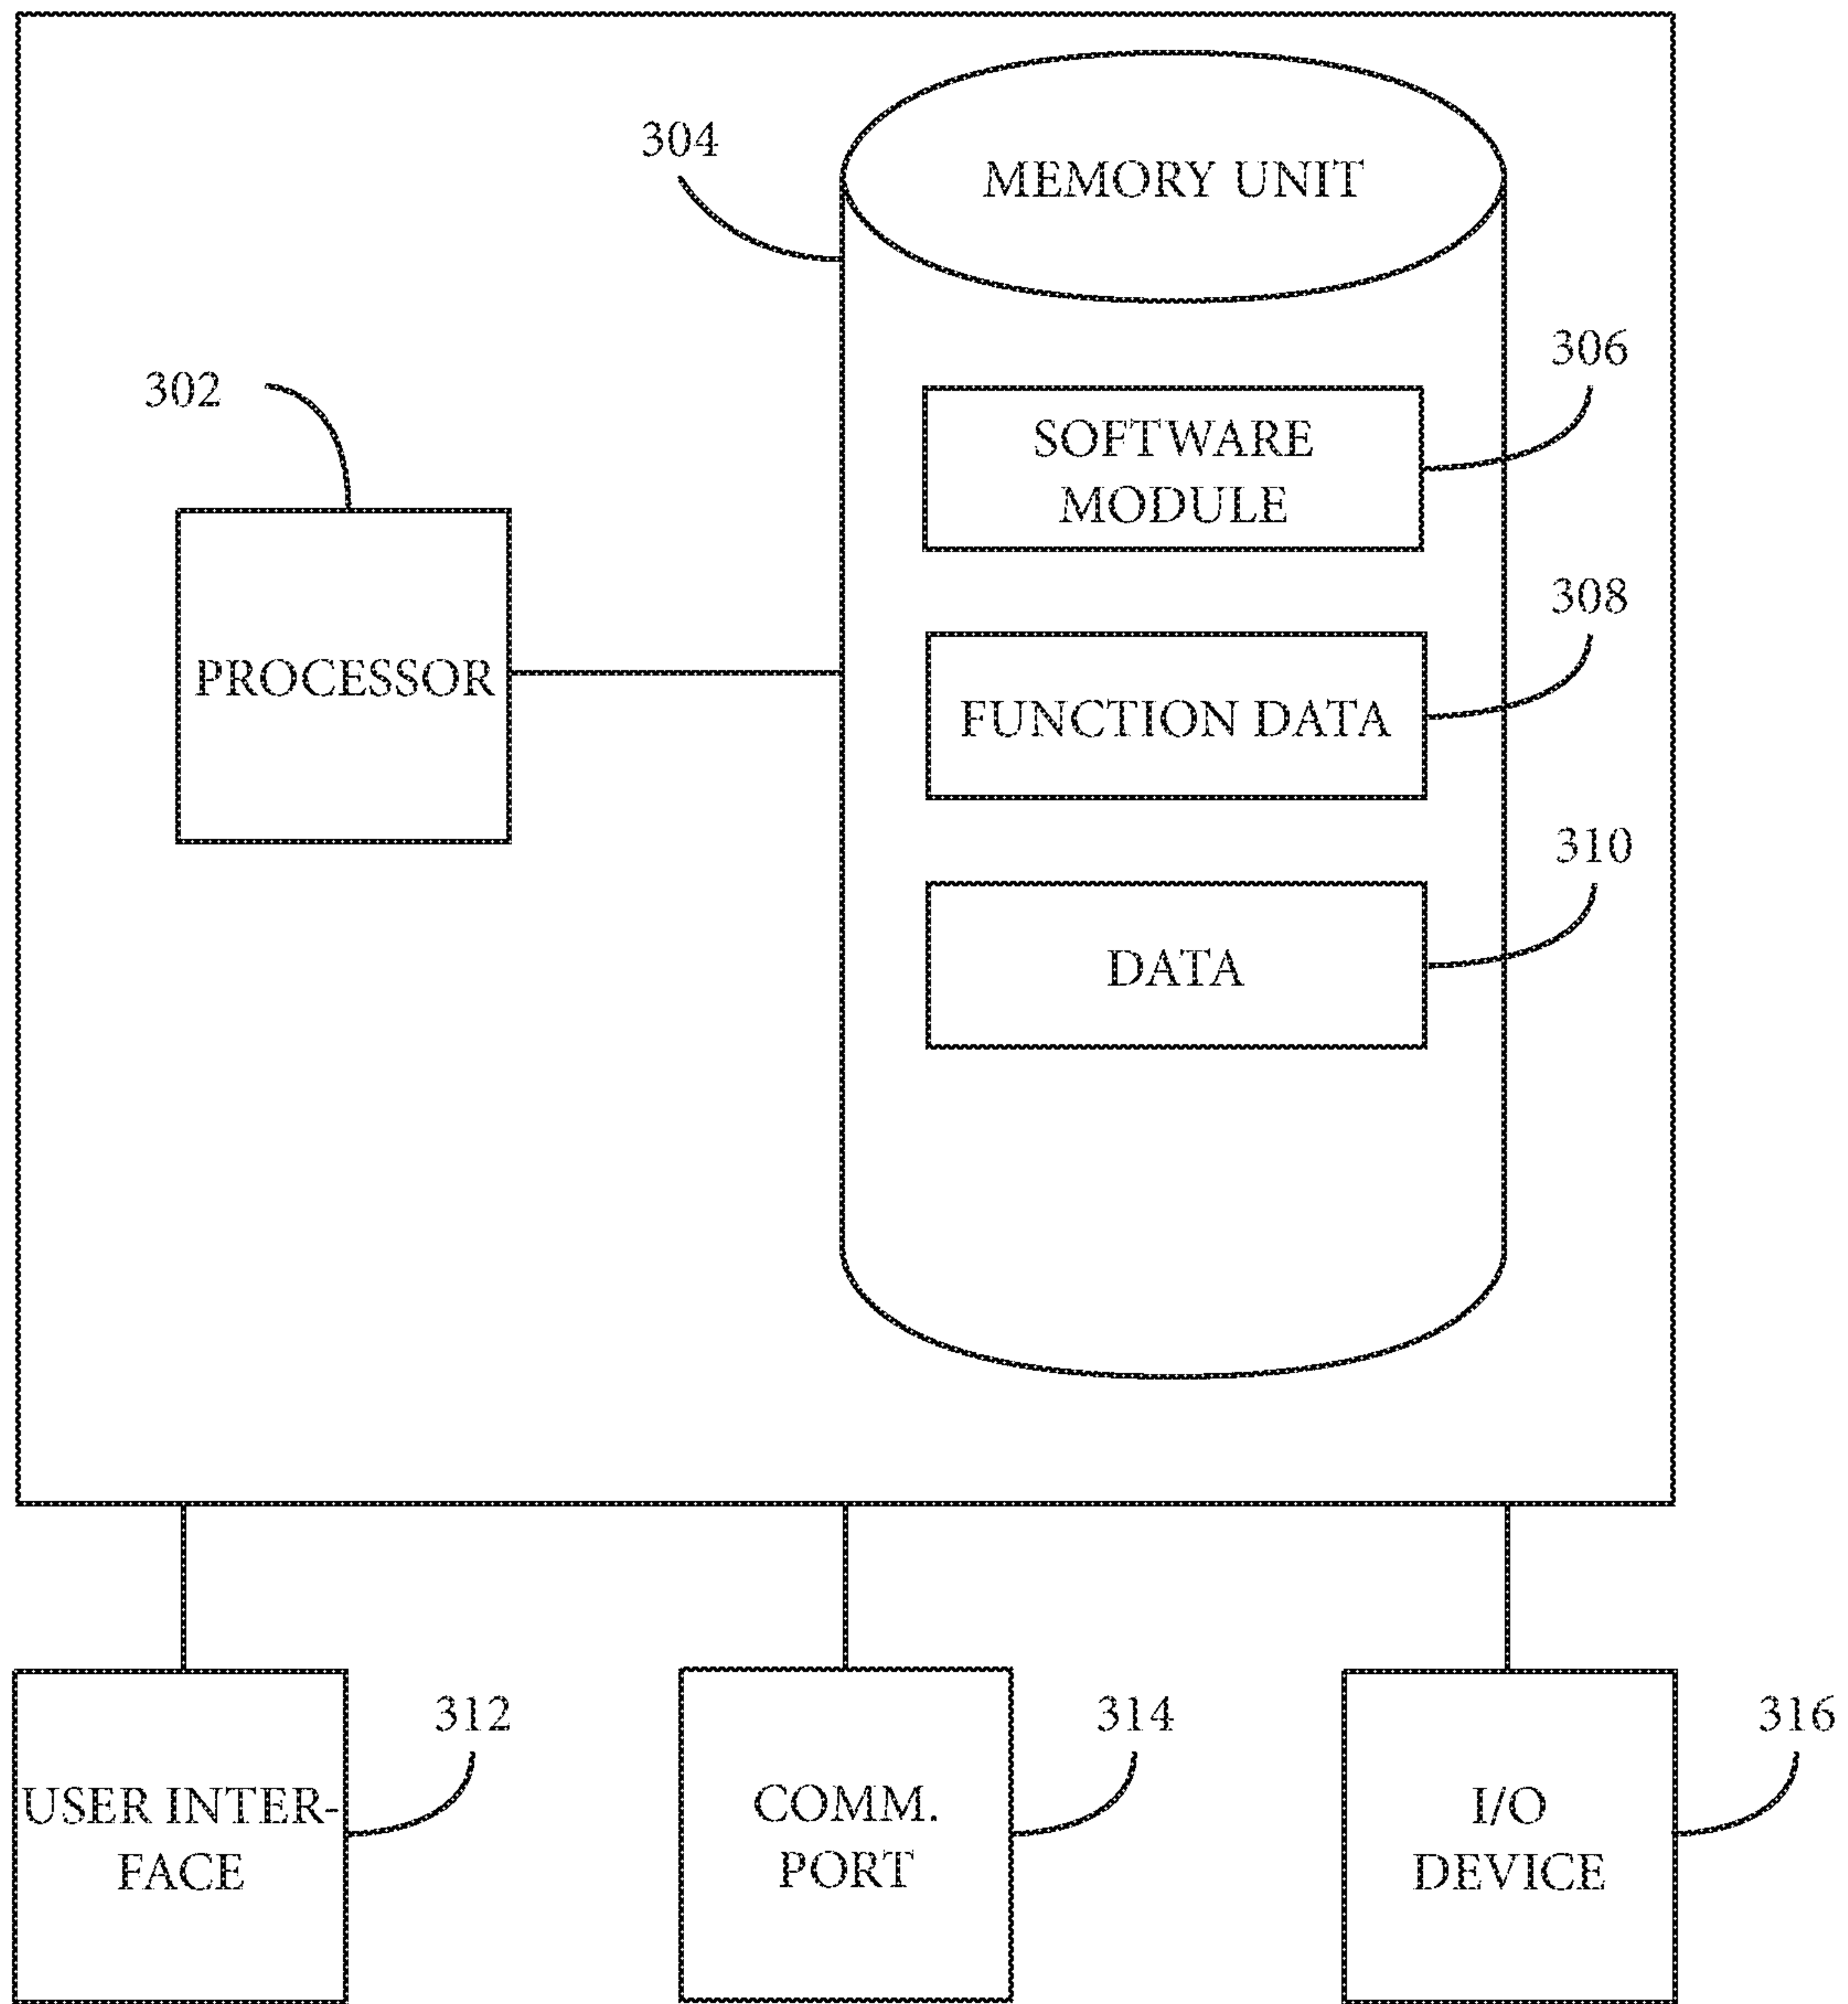 304
MEMORY UNIT
306
302
SOFTWARE
MODULE
308
PROCESSOR
FUNCTION DATA
310
DATA
312
314
316
USER INTER-
FACE
COMM.
PORT
I/O
DEVICE